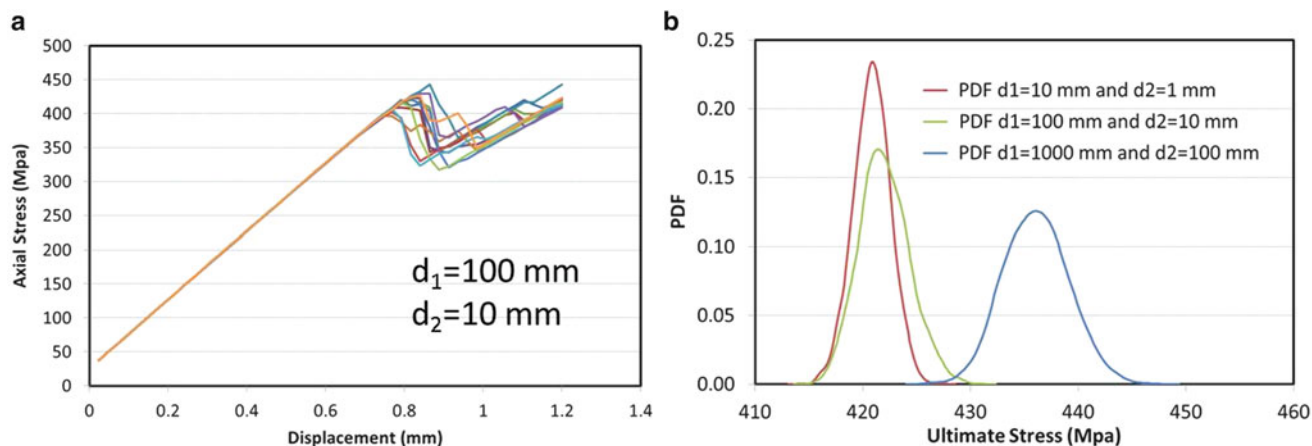 a
500
450
400
350
300
250
200
150
100
50
0
Axial Stress (Mpa)
d₁=100 mm
d₂=10 mm
0 0.2 0.4 0.6 0.8 1 1.2 1.4
Displacement (mm)
b
0.25
0.20
0.15
0.10
0.05
0.00
PDF
PDF d1=10 mm and d2=1 mm
PDF d1=100 mm and d2=10 mm
PDF d1=1000 mm and d2=100 mm
410 420 430 440 450 460
Ultimate Stress (Mpa)